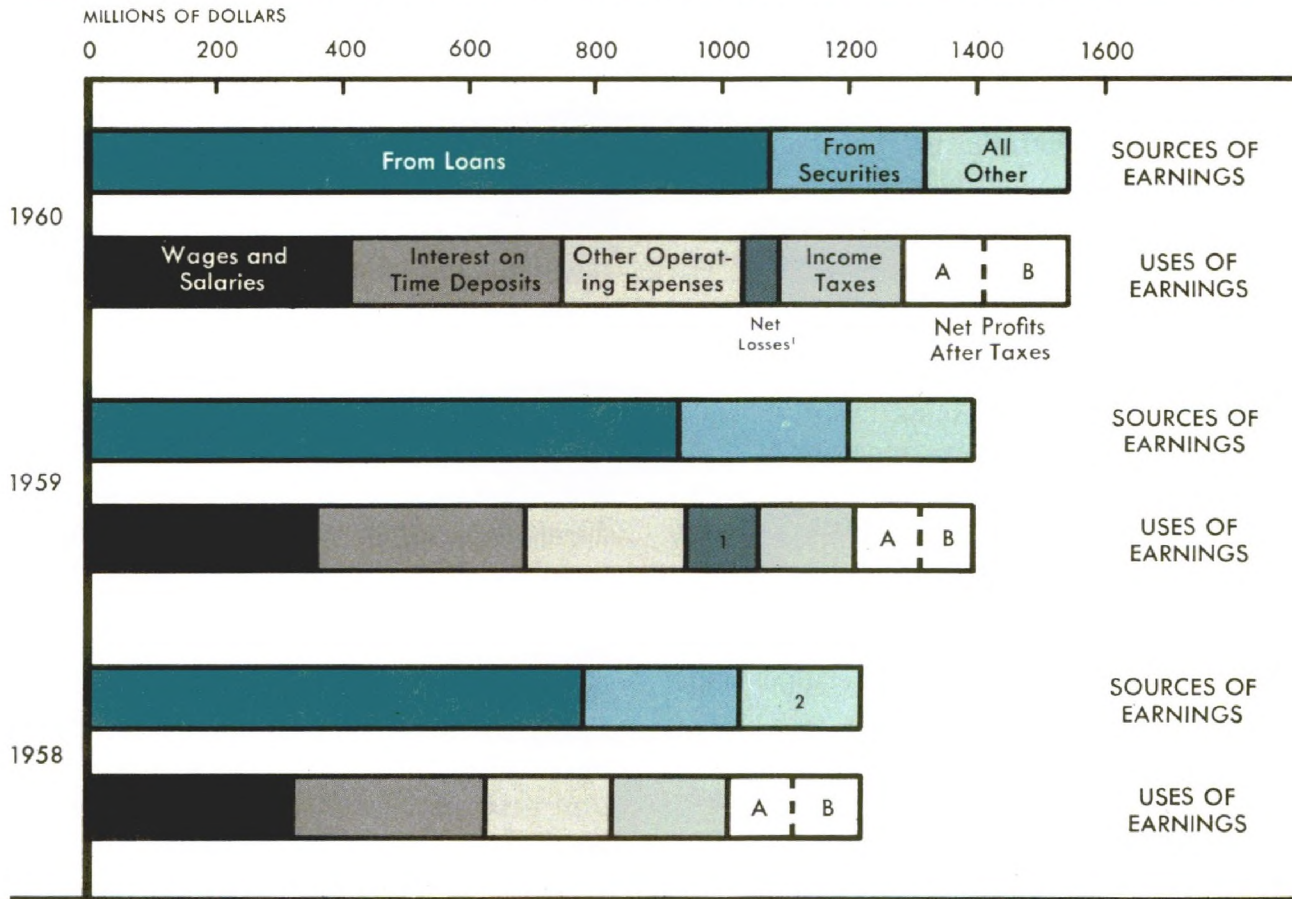 MILLIONS OF DOLLARS
0 200 400 600 800 1000 1200 1400 1600
1960
From Loans
From
Securities
All
Other
SOURCES OF
EARNINGS
Wages and
Salaries
Interest on
Time Deposits
Other Operat-
ing Expenses
Income
Taxes
A
B
USES OF
EARNINGS
Net
Losses¹
Net Profits
After Taxes
1959
SOURCES OF
EARNINGS
1
A
B
USES OF
EARNINGS
1958
2
SOURCES OF
EARNINGS
A
B
USES OF
EARNINGS